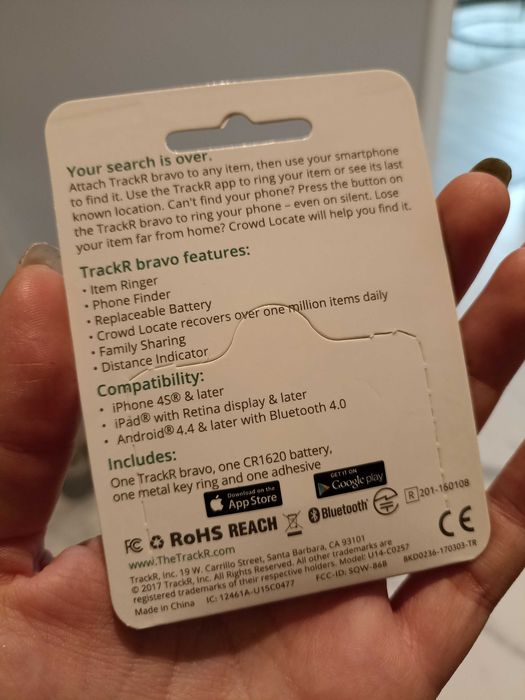 Your search is over.
Attach TrackR bravo to any item, then use your smartphone
to find it. Use the TrackR app to ring your item or see its last
known location. Can't find your phone? Press the button on
the TrackR bravo to ring your phone – even on silent. Lose
your item far from home? Crowd Locate will help you find it.
TrackR bravo features:
• Item Ringer
• Phone Finder
• Replaceable Battery
• Crowd Locate recovers over one million items daily
• Family Sharing
• Distance Indicator
Compatibility:
• iPhone 4S® & later
• iPad® with Retina display & later
• Android® 4.4 & later with Bluetooth 4.0
Includes:
One TrackR bravo, one CR1620 battery,
one metal key ring and one adhesive
Download on the
App Store
GET IT ON
Google play
FC RoHS REACH Bluetooth® R 201-160108
CE
www.TheTrackR.com
TrackR, Inc. 19 W. Carrillo Street, Santa Barbara, CA 93101
© 2017 TrackR, Inc. All Rights Reserved. All other trademarks are
registered trademarks of their respective holders. Model: U14-C0257
Made in China IC: 12461A-U15C0477 FCC-ID: SQW-86B BKD0236-170303-TR